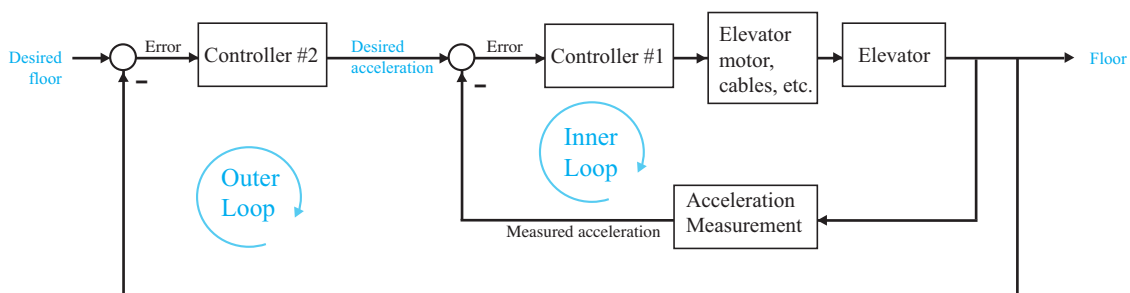 Desired
floor
Error
−
Controller #2
Desired
acceleration
Error
−
Controller #1
Elevator
motor,
cables, etc.
Elevator
Floor
Inner
Loop
Outer
Loop
Acceleration
Measurement
Measured acceleration